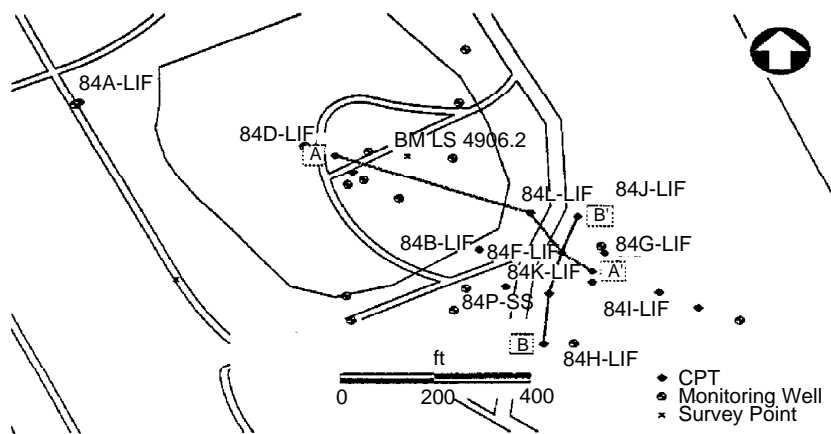 84A-LIF
84D-LIF
A
BM LS 4906.2
84L-LIF
84J-LIF
B'
84B-LIF
84F-LIF
84G-LIF
84K-LIF
A'
84P-SS
84I-LIF
B
84H-LIF
ft
0 200 400
CPT
Monitoring Well
Survey Point